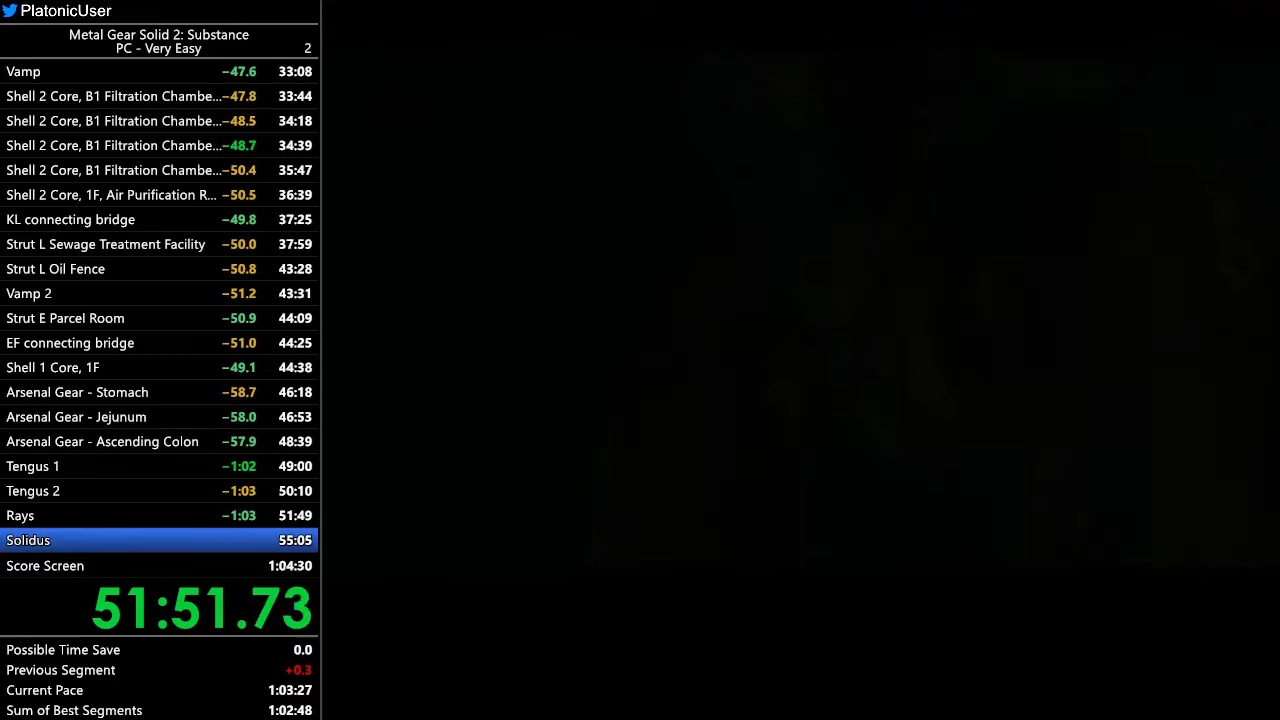 PlatonicUser
Metal Gear Solid 2: Substance
PC - Very Easy 2
Vamp −47.6 33:08
Shell 2 Core, B1 Filtration Chambe... −47.8 33:44
Shell 2 Core, B1 Filtration Chambe... −48.5 34:18
Shell 2 Core, B1 Filtration Chambe... −48.7 34:39
Shell 2 Core, B1 Filtration Chambe... −50.4 35:47
Shell 2 Core, 1F, Air Purification R... −50.5 36:39
KL connecting bridge −49.8 37:25
Strut L Sewage Treatment Facility −50.0 37:59
Strut L Oil Fence −50.8 43:28
Vamp 2 −51.2 43:31
Strut E Parcel Room −50.9 44:09
EF connecting bridge −51.0 44:25
Shell 1 Core, 1F −49.1 44:38
Arsenal Gear - Stomach −58.7 46:18
Arsenal Gear - Jejunum −58.0 46:53
Arsenal Gear - Ascending Colon −57.9 48:39
Tengus 1 −1:02 49:00
Tengus 2 −1:03 50:10
Rays −1:03 51:49
Solidus 55:05
Score Screen 1:04:30
51:51.73
Possible Time Save 0.0
Previous Segment +0.3
Current Pace 1:03:27
Sum of Best Segments 1:02:48